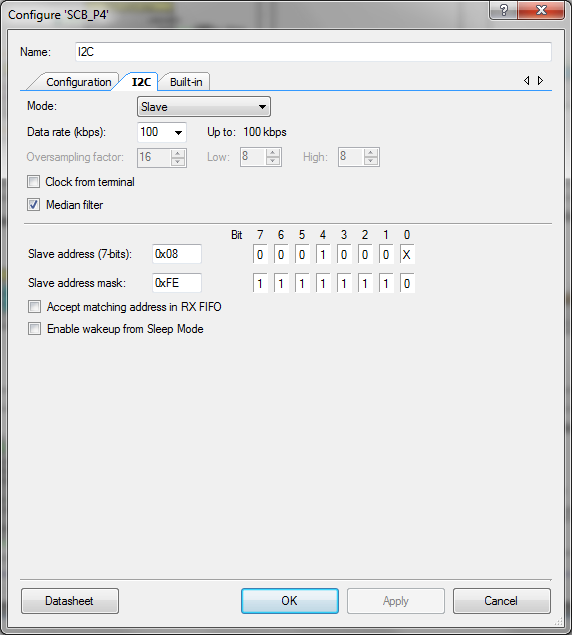 Configure 'SCB_P4'
Name: I2C
Configuration I2C Built-in
Mode: Slave
Data rate (kbps): 100 Up to: 100 kbps
Oversampling factor: 16 Low: 8 High: 8
Clock from terminal
Median filter
Bit 7 6 5 4 3 2 1 0
Slave address (7-bits): 0x08 0 0 0 1 0 0 0 X
Slave address mask: 0xFE 1 1 1 1 1 1 1 0
Accept matching address in RX FIFO
Enable wakeup from Sleep Mode
Datasheet OK Apply Cancel